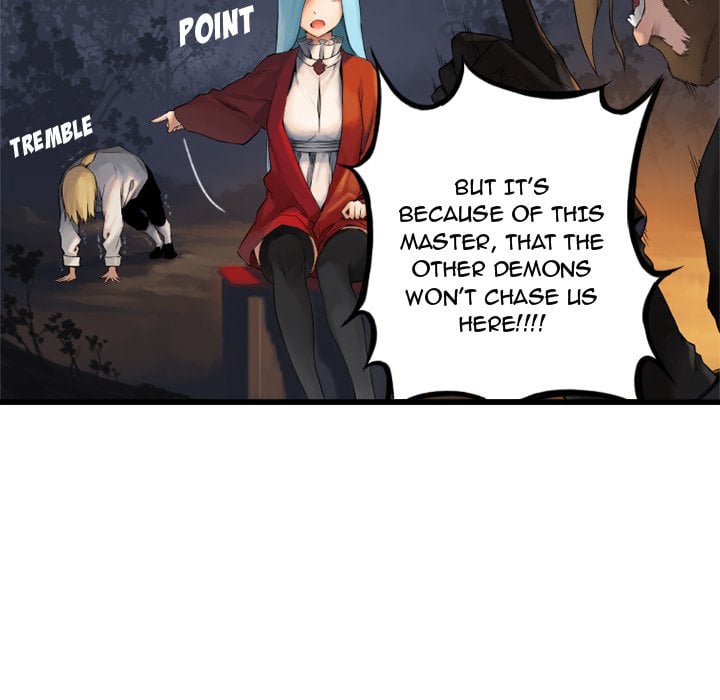 POINT
TREMBLE
BUT IT'S
BECAUSE OF THIS
MASTER, THAT THE
OTHER DEMONS
WON'T CHASE US
HERE!!!!